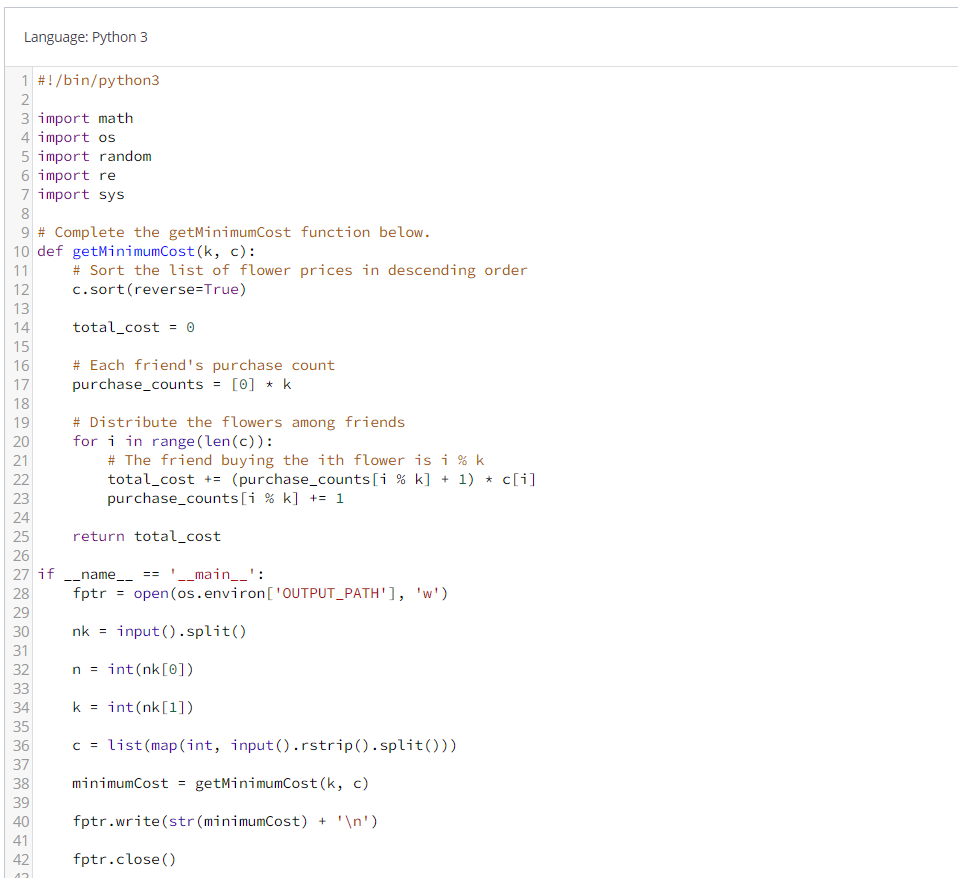 Language: Python 3
1 #!/bin/python3
2
3 import math
4 import os
5 import random
6 import re
7 import sys
8
9 # Complete the getMinimumCost function below.
10 def getMinimumCost(k, c):
11     # Sort the list of flower prices in descending order
12     c.sort(reverse=True)
13
14     total_cost = 0
15
16     # Each friend's purchase count
17     purchase_counts = [0] * k
18
19     # Distribute the flowers among friends
20     for i in range(len(c)):
21         # The friend buying the ith flower is i % k
22         total_cost += (purchase_counts[i % k] + 1) * c[i]
23         purchase_counts[i % k] += 1
24
25     return total_cost
26
27 if __name__ == '__main__':
28     fptr = open(os.environ['OUTPUT_PATH'], 'w')
29
30     nk = input().split()
31
32     n = int(nk[0])
33
34     k = int(nk[1])
35
36     c = list(map(int, input().rstrip().split()))
37
38     minimumCost = getMinimumCost(k, c)
39
40     fptr.write(str(minimumCost) + '\n')
41
42     fptr.close()
43